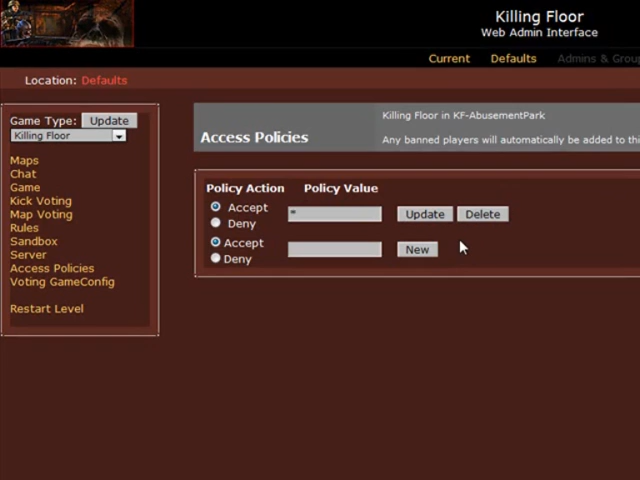 Killing Floor
Web Admin Interface
Current Defaults Admins & Grou
Location: Defaults
Game Type: Update
Killing Floor
Maps
Chat
Game
Kick Voting
Map Voting
Rules
Sandbox
Server
Access Policies
Voting GameConfig
Restart Level
Access Policies
Killing Floor in KF-AbusementPark
Any banned players will automatically be added to thi
Policy Action Policy Value
Accept
Deny
* Update Delete
Accept
Deny
New